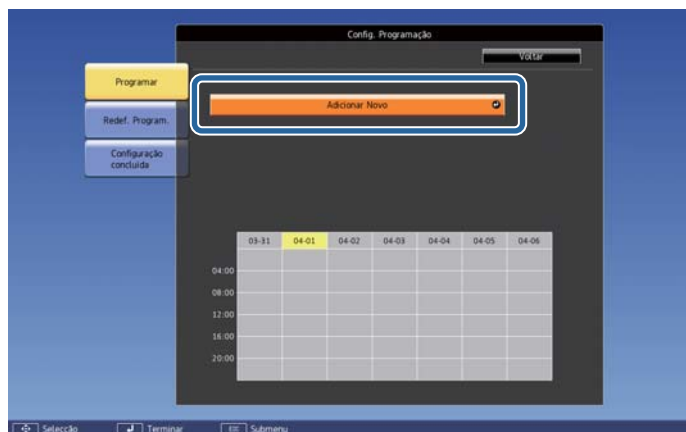 Config. Programação
Voltar
Programar
Adicionar Novo
Redef. Program.
Configuração
concluída
03-31 04-01 04-02 04-03 04-04 04-05 04-06
04:00
08:00
12:00
16:00
20:00
Selecção Terminar Submenu